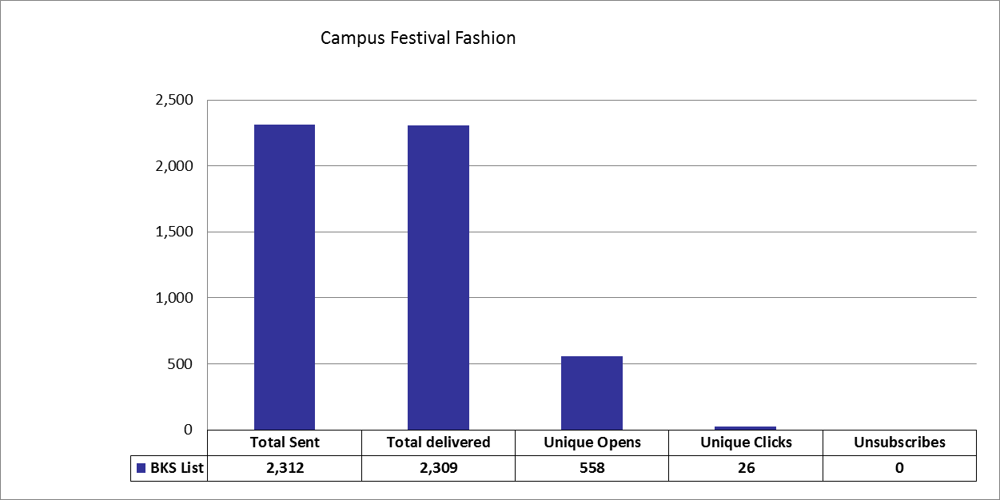 Campus Festival Fashion
2,500
2,000
1,500
1,000
500
0
Total Sent Total delivered Unique Opens Unique Clicks Unsubscribes
BKS List 2,312 2,309 558 26 0